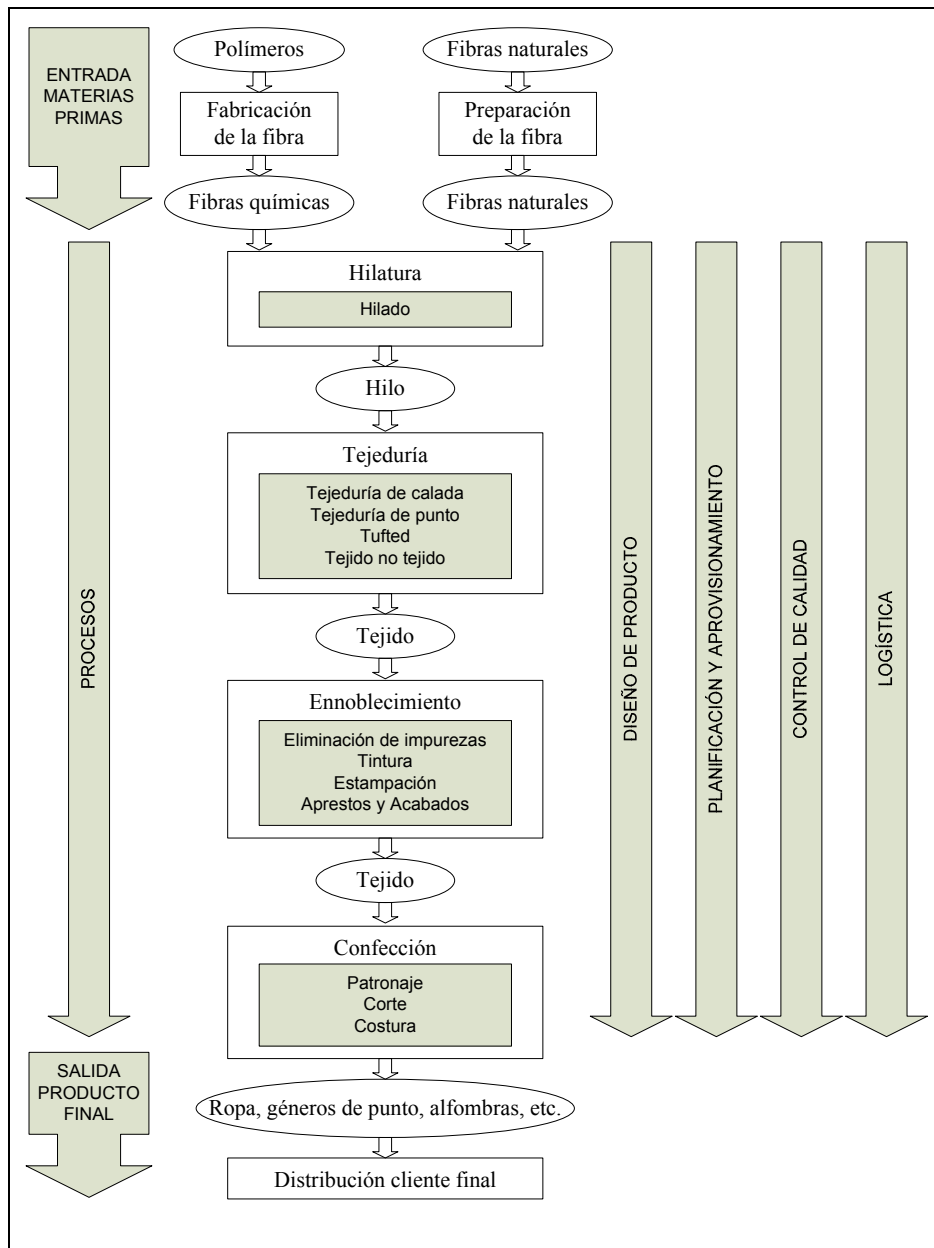 ENTRADA
MATERIAS
PRIMAS
Polímeros
Fibras naturales
Fabricación
de la fibra
Preparación
de la fibra
Fibras químicas
Fibras naturales
PROCESOS
Hilatura
Hilado
Hilo
Tejeduría
Tejeduría de calada
Tejeduría de punto
Tufted
Tejido no tejido
Tejido
Ennoblecimiento
Eliminación de impurezas
Tintura
Estampación
Aprestos y Acabados
Tejido
Confección
Patronaje
Corte
Costura
DISEÑO DE PRODUCTO
PLANIFICACIÓN Y APROVISIONAMIENTO
CONTROL DE CALIDAD
LOGÍSTICA
SALIDA
PRODUCTO
FINAL
Ropa, géneros de punto, alfombras, etc.
Distribución cliente final